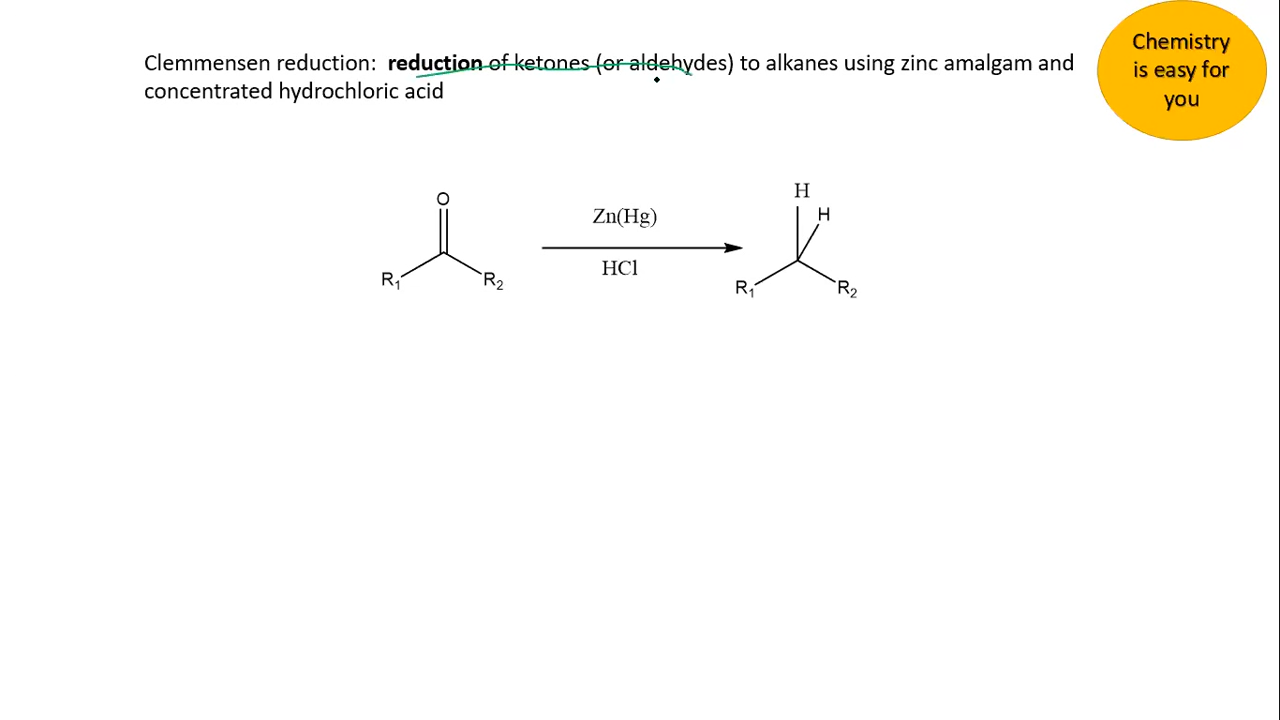 Clemmensen reduction: reduction of ketones (or aldehydes) to alkanes using zinc amalgam and
concentrated hydrochloric acid
Chemistry
is easy for
you
O
R1
R2
Zn(Hg)
HCl
H
H
R1
R2